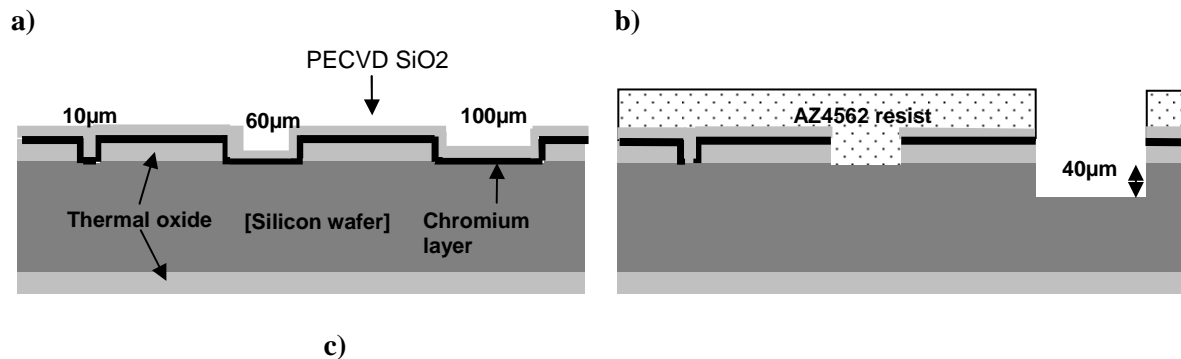 a)
b)
PECVD SiO2
10µm
60µm
100µm
AZ4562 resist
40µm
Thermal oxide
[Silicon wafer]
Chromium
layer
c)